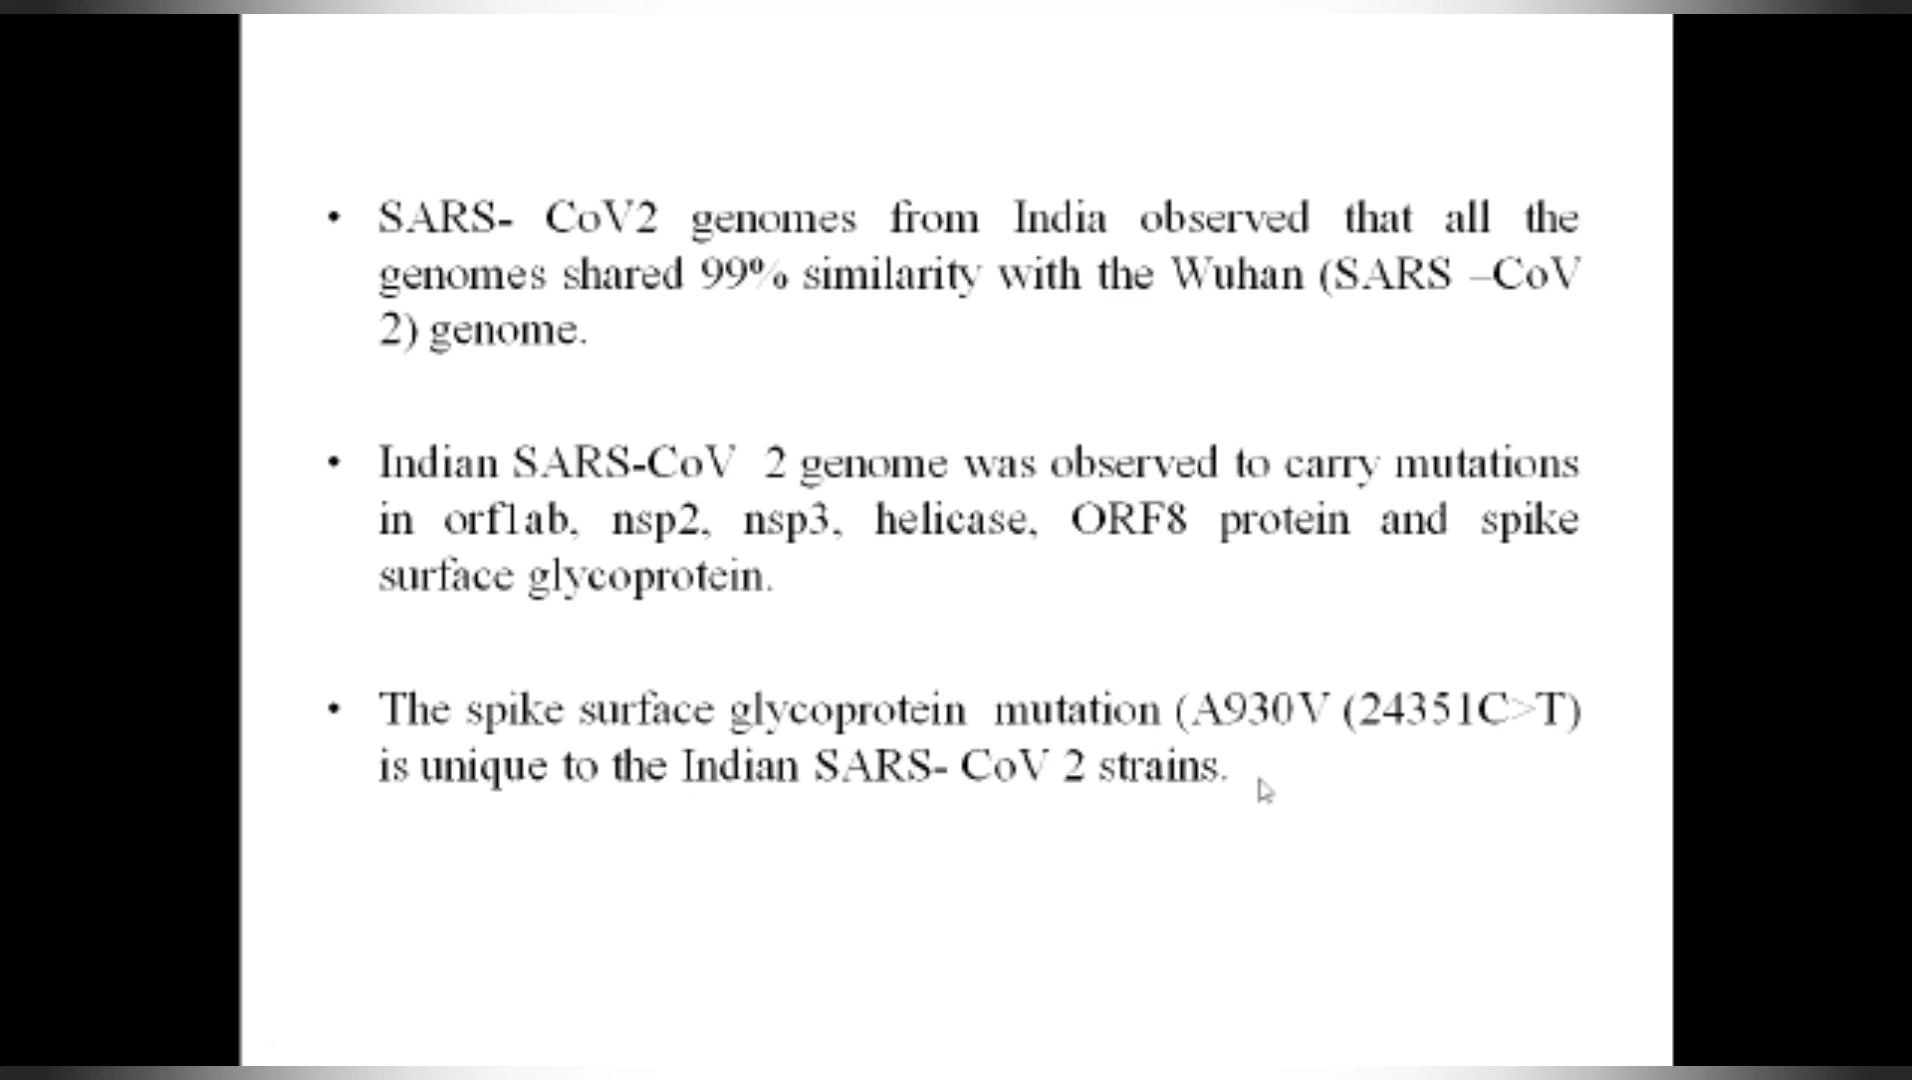 • SARS- CoV2 genomes from India observed that all the
genomes shared 99% similarity with the Wuhan (SARS –CoV
2) genome.
• Indian SARS-CoV 2 genome was observed to carry mutations
in orf1ab, nsp2, nsp3, helicase, ORF8 protein and spike
surface glycoprotein.
• The spike surface glycoprotein mutation (A930V (24351C>T)
is unique to the Indian SARS- CoV 2 strains.